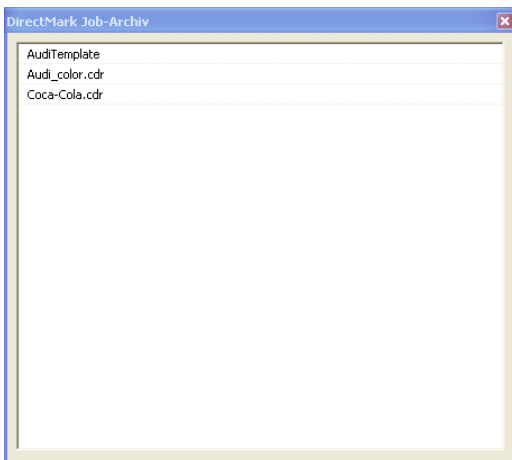 DirectMark Job-Archiv
AudiTemplate
Audi_color.cdr
Coca-Cola.cdr